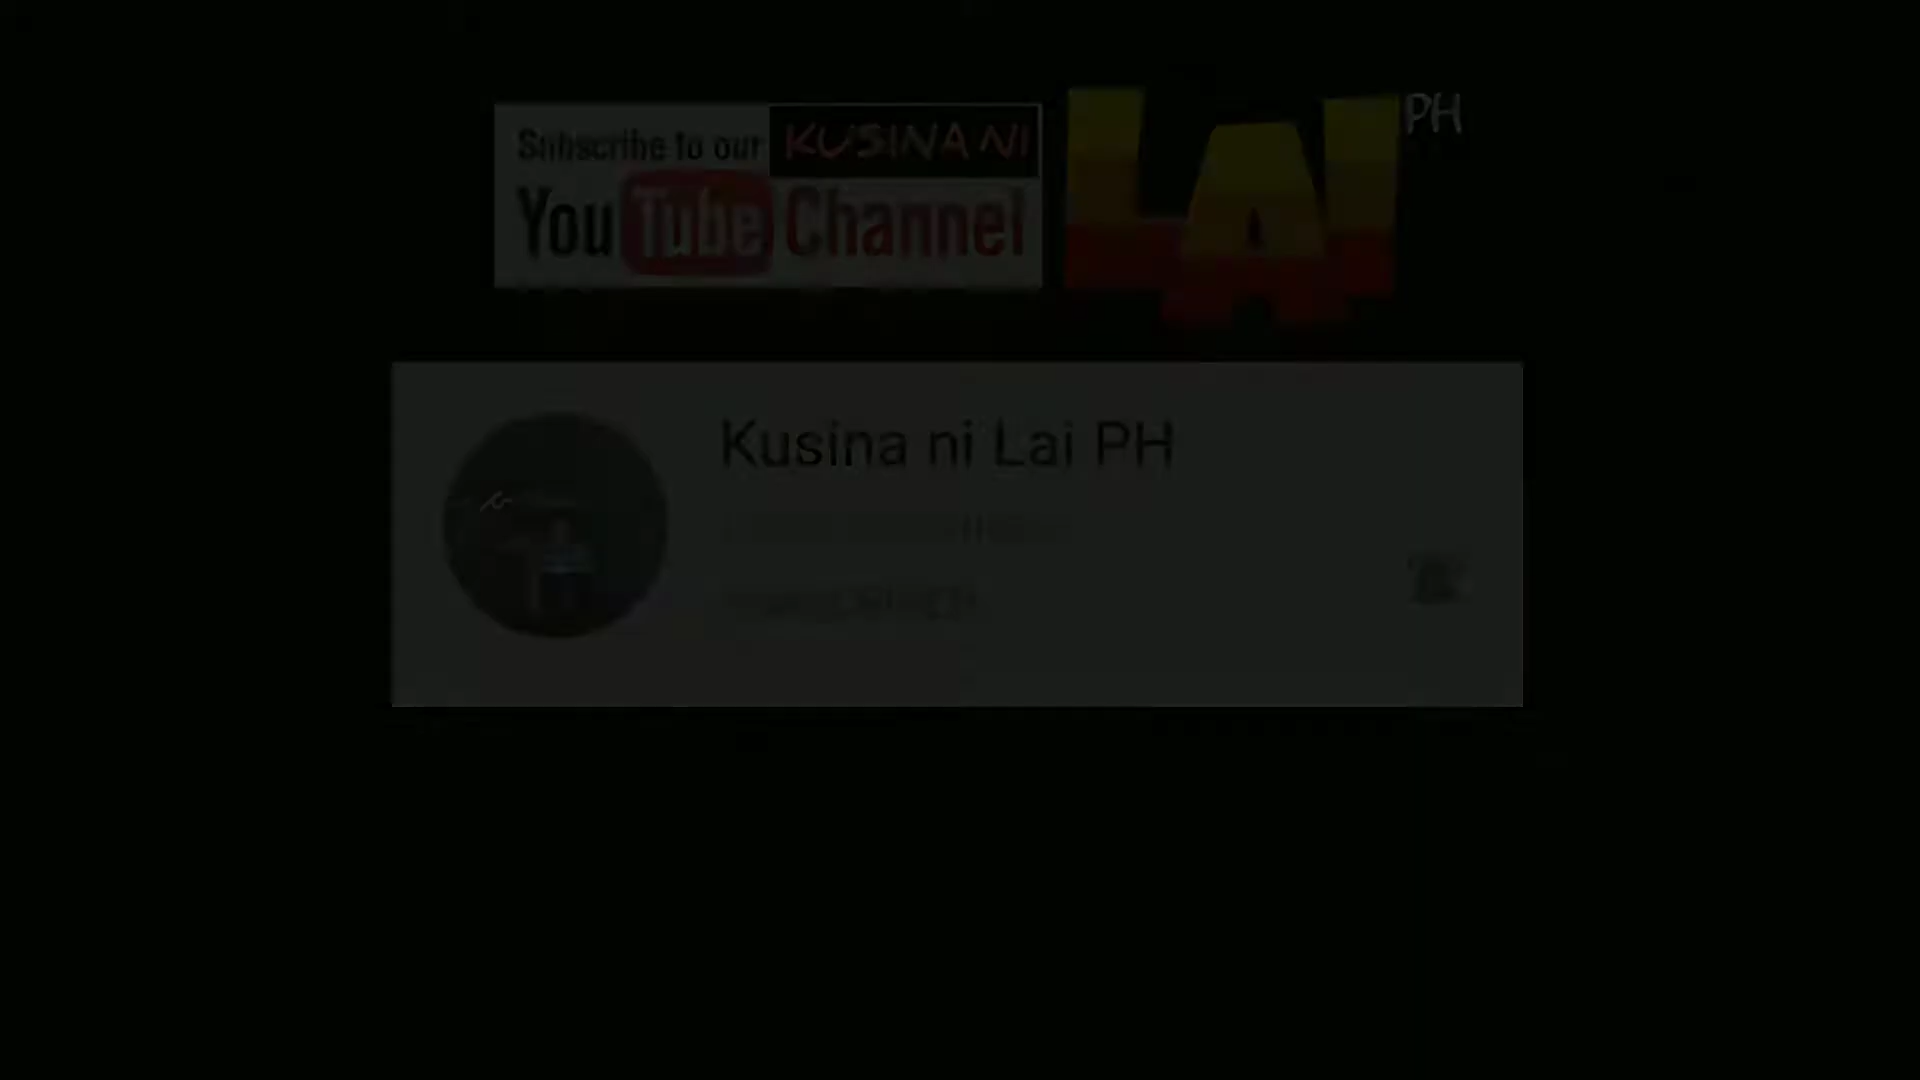 Subscribe to our KUSINA NI
YouTube Channel
LAI PH
Kusina ni Lai PH